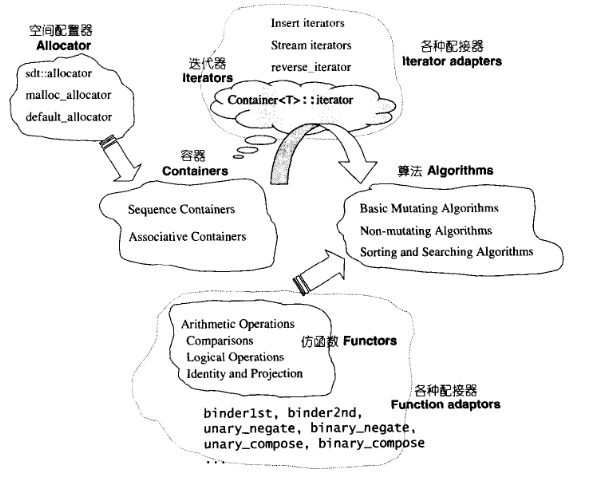 空间配置器
Allocator
sdt::allocator
malloc_allocator
default_allocator
Insert iterators
Stream iterators
reverse_iterator
迭代器
Iterators
各种配接器
Iterator adapters
Container<T>::iterator
容器
Containers
Sequence Containers
Associative Containers
算法 Algorithms
Basic Mutating Algorithms
Non-mutating Algorithms
Sorting and Searching Algorithms
Arithmetic Operations
Comparisons
Logical Operations
Identity and Projection
仿函数 Functors
各种配接器
Function adaptors
binder1st, binder2nd,
unary_negate, binary_negate,
unary_compose, binary_compose
...